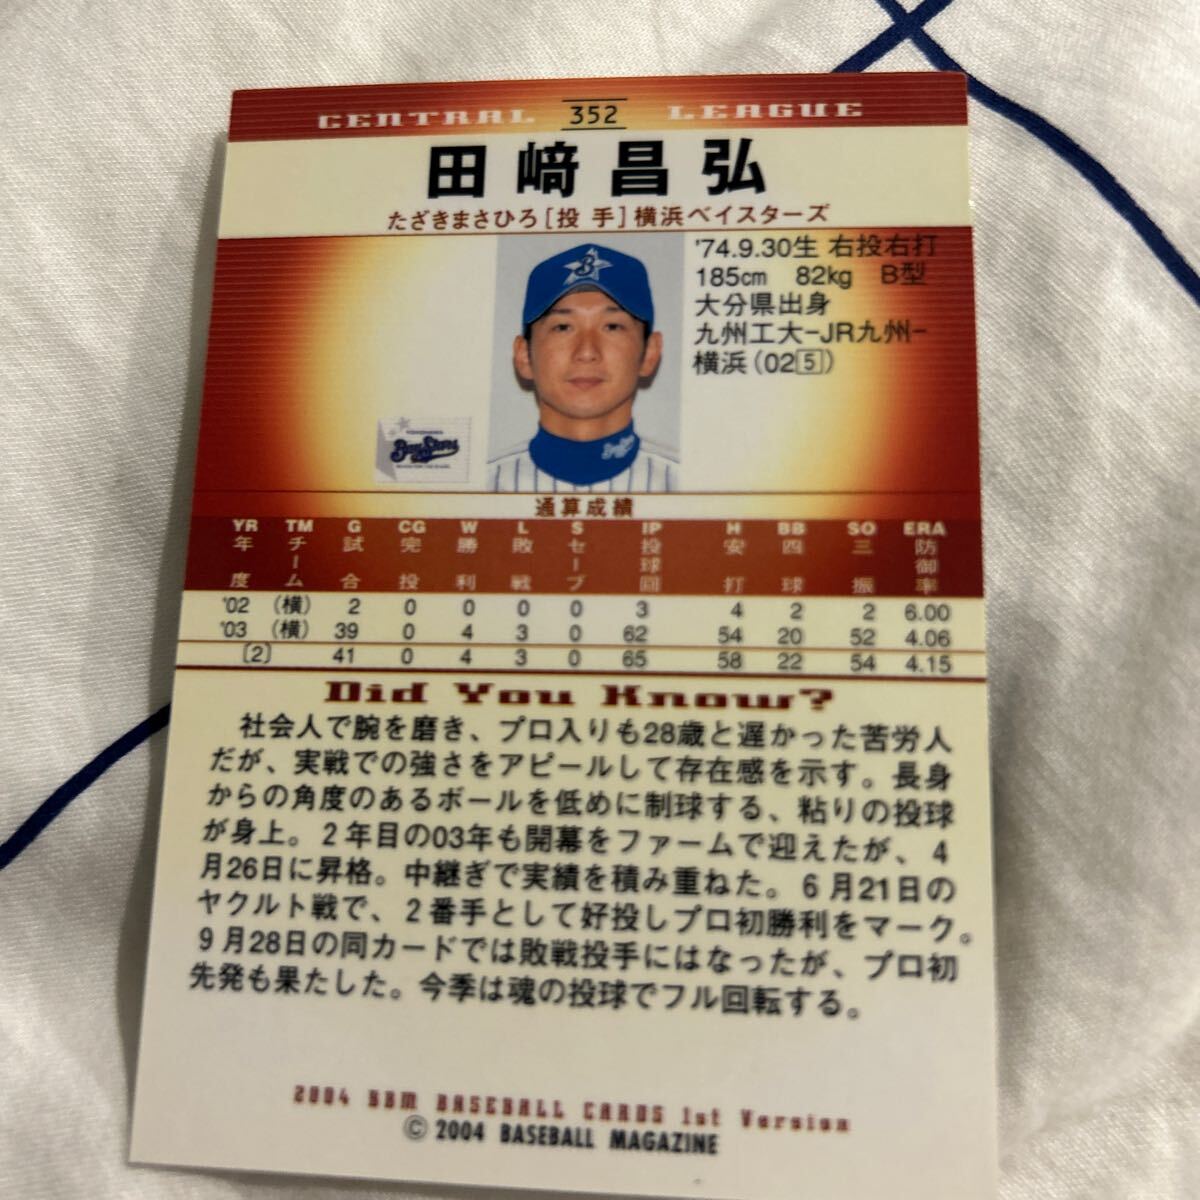 CENTRAL 352 LEAGUE
田﨑昌弘
たざきまさひろ[投 手]横浜ベイスターズ
'74.9.30生 右投右打
185cm 82kg B型
大分県出身
九州工大-JR九州-
横浜(02[5])
B
BayStars
YOKOHAMA
BayStars
通算成績
YR TM G CG W L S IP H BB SO ERA
年度 チーム 試合 完投 勝利 敗戦 セーブ 投球回 安打 四球 三振 防御率
'02 (横) 2 0 0 0 0 3 4 2 2 6.00
'03 (横) 39 0 4 3 0 62 54 20 52 4.06
[2] 41 0 4 3 0 65 58 22 54 4.15
Did You Know?
社会人で腕を磨き、プロ入りも28歳と遅かった苦労人
だが、実戦での強さをアピールして存在感を示す。長身
からの角度のあるボールを低めに制球する、粘りの投球
が身上。2年目の03年も開幕をファームで迎えたが、4
月26日に昇格。中継ぎで実績を積み重ねた。6月21日の
ヤクルト戦で、2番手として好投しプロ初勝利をマーク。
9月28日の同カードでは敗戦投手にはなったが、プロ初
先発も果たした。今季は魂の投球でフル回転する。
2004 BBM BASEBALL CARDS 1st Version
© 2004 BASEBALL MAGAZINE